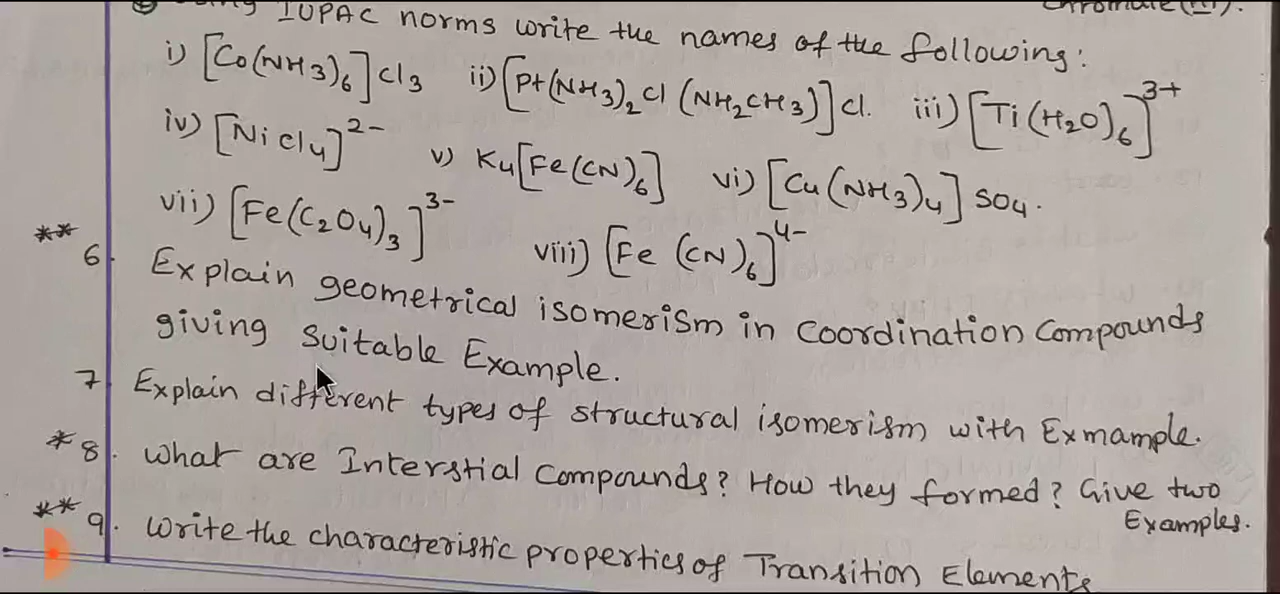 IUPAC norms write the names of the following:
i) [Co(NH3)6]Cl3 ii) [Pt(NH3)2Cl(NH2CH3)]Cl. iii) [Ti(H2O)6]3+
iv) [NiCl4]2- v) K4[Fe(CN)6] vi) [Cu(NH3)4]SO4.
vii) [Fe(C2O4)3]3- viii) [Fe(CN)6]4-
** 6. Explain geometrical isomerism in Coordination Compounds
giving Suitable Example.
7. Explain different types of structural isomerism with Exmample.
* 8. What are Interstial Compounds? How they formed? Give two
Examples.
** 9. Write the characteristic properties of Transition Elements